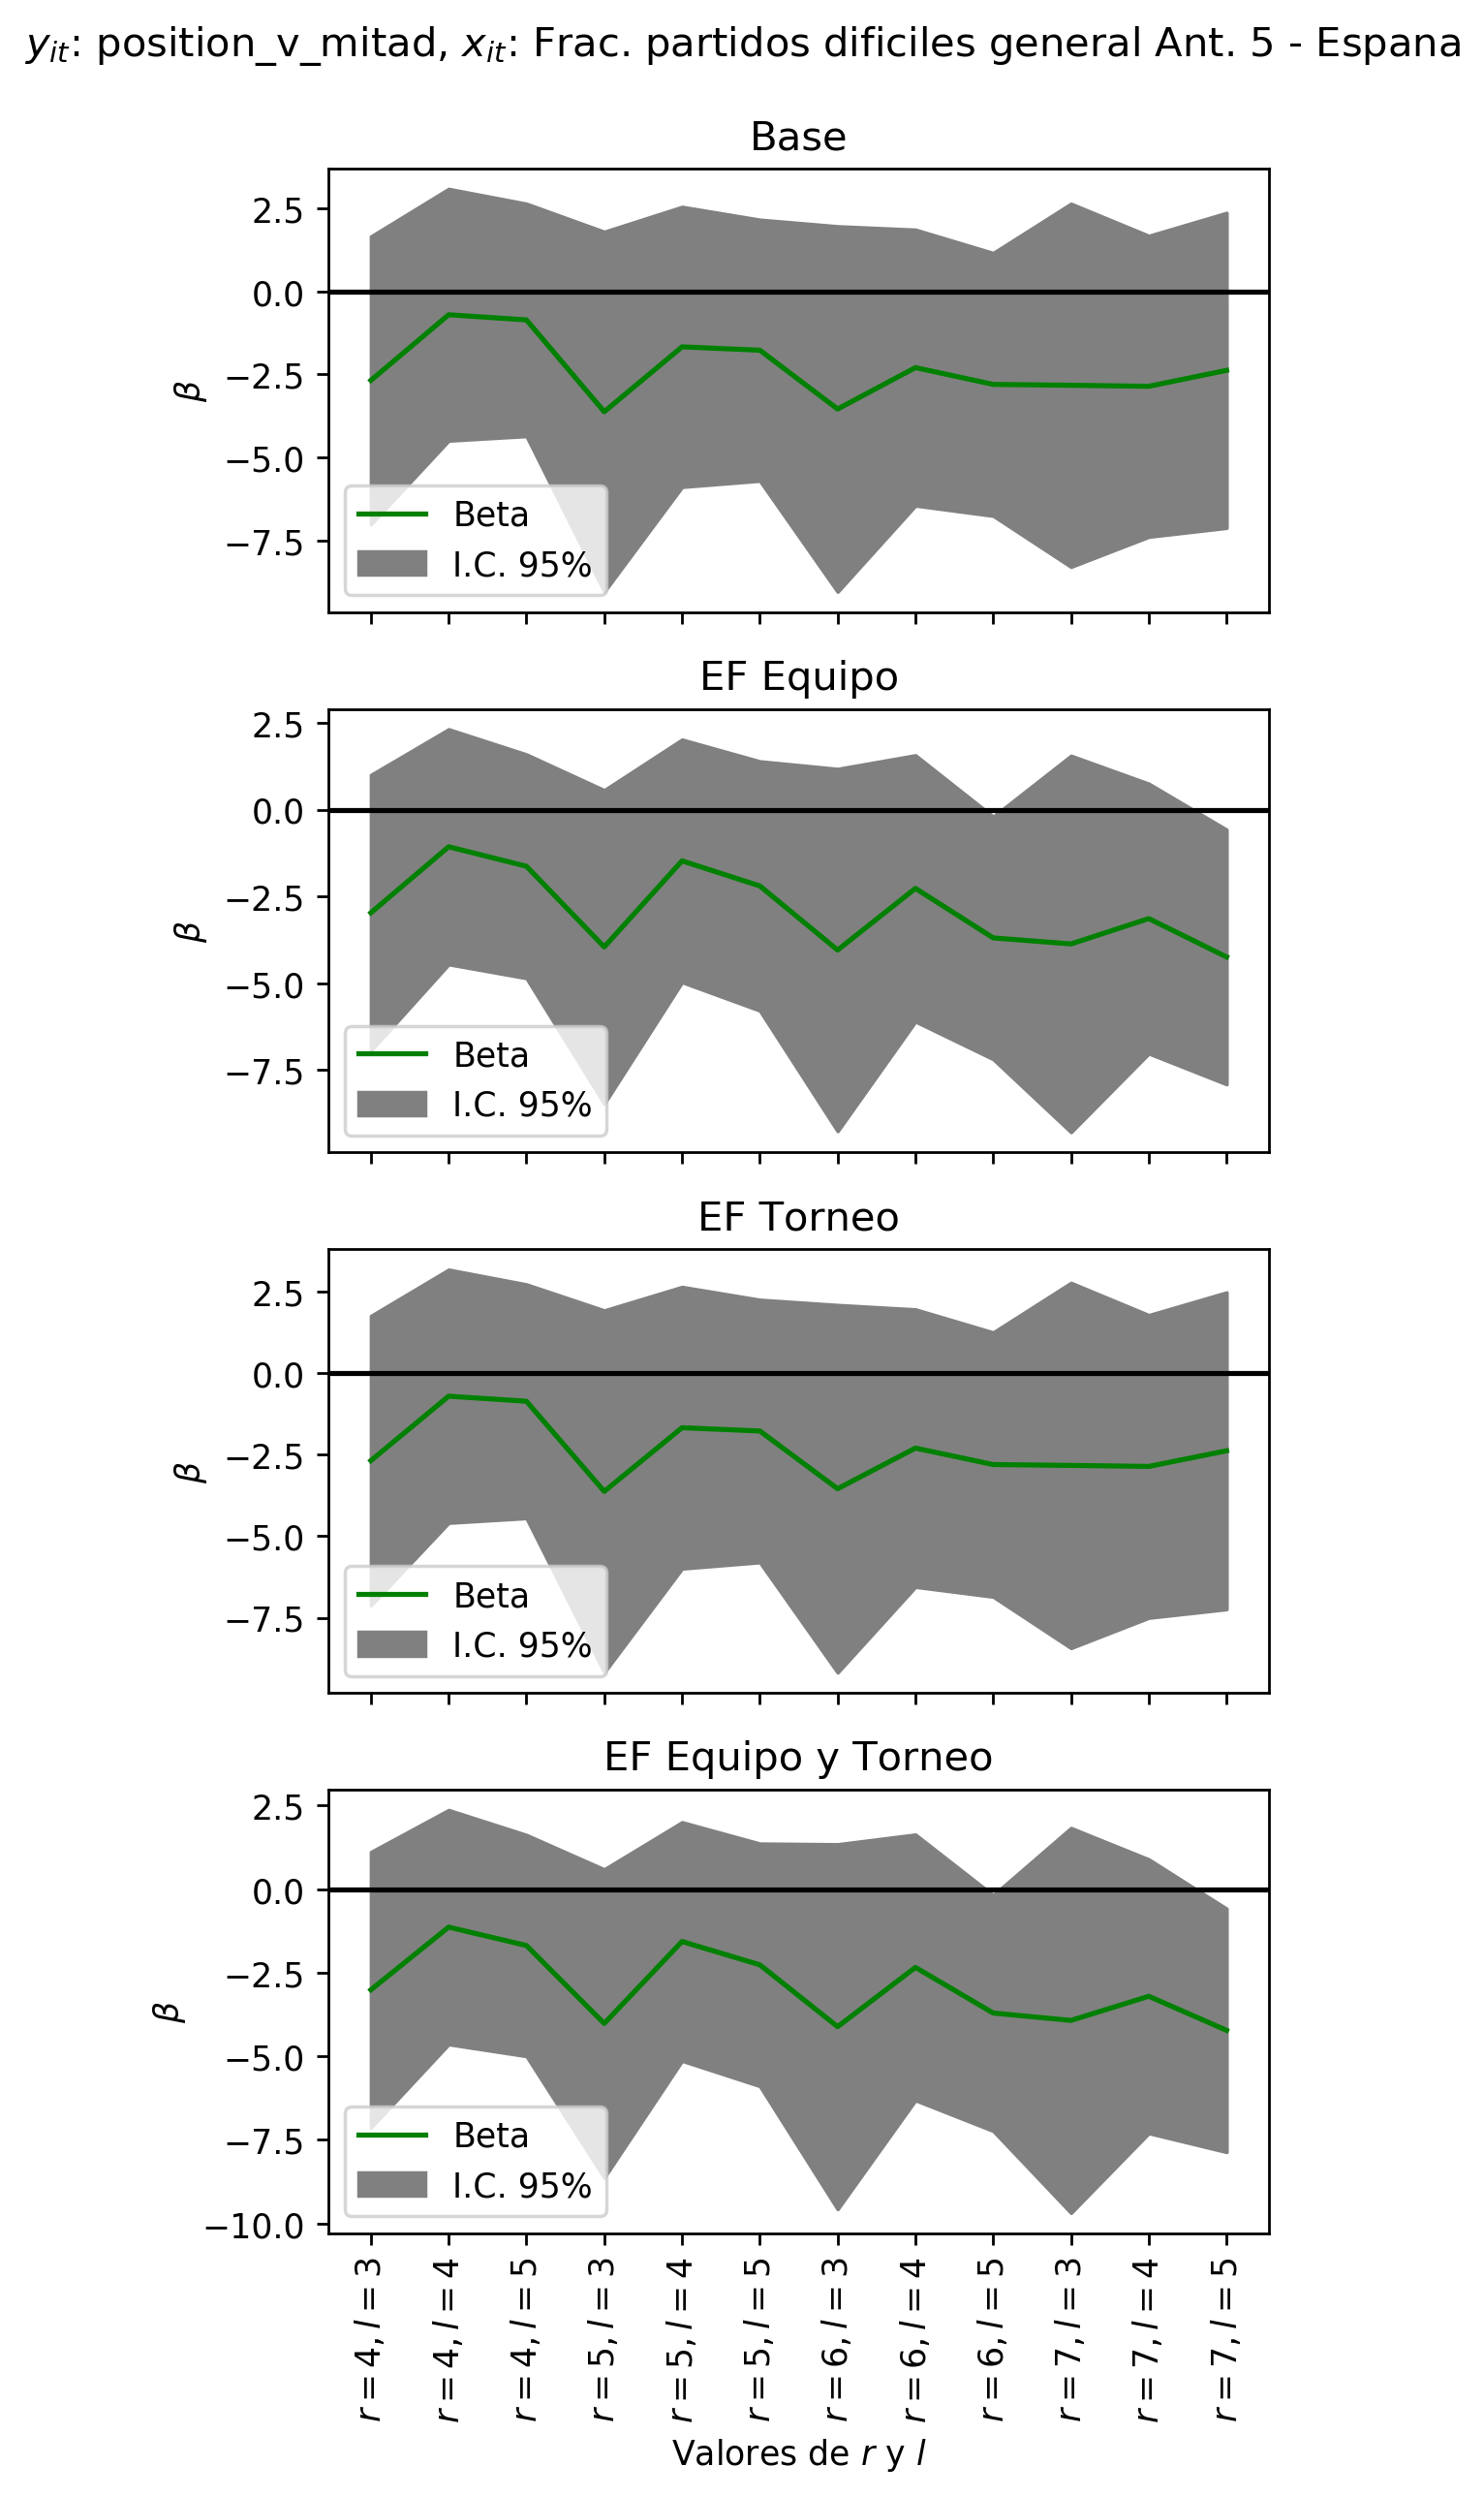 y_it: position_v_mitad, x_it: Frac. partidos dificiles general Ant. 5 - Espana
Base
2.5
0.0
−2.5
−5.0
−7.5
β
Beta
I.C. 95%
EF Equipo
2.5
0.0
−2.5
−5.0
−7.5
β
Beta
I.C. 95%
EF Torneo
2.5
0.0
−2.5
−5.0
−7.5
β
Beta
I.C. 95%
EF Equipo y Torneo
2.5
0.0
−2.5
−5.0
−7.5
−10.0
β
Beta
I.C. 95%
r = 4, l = 3
r = 4, l = 4
r = 4, l = 5
r = 5, l = 3
r = 5, l = 4
r = 5, l = 5
r = 6, l = 3
r = 6, l = 4
r = 6, l = 5
r = 7, l = 3
r = 7, l = 4
r = 7, l = 5
Valores de r y l